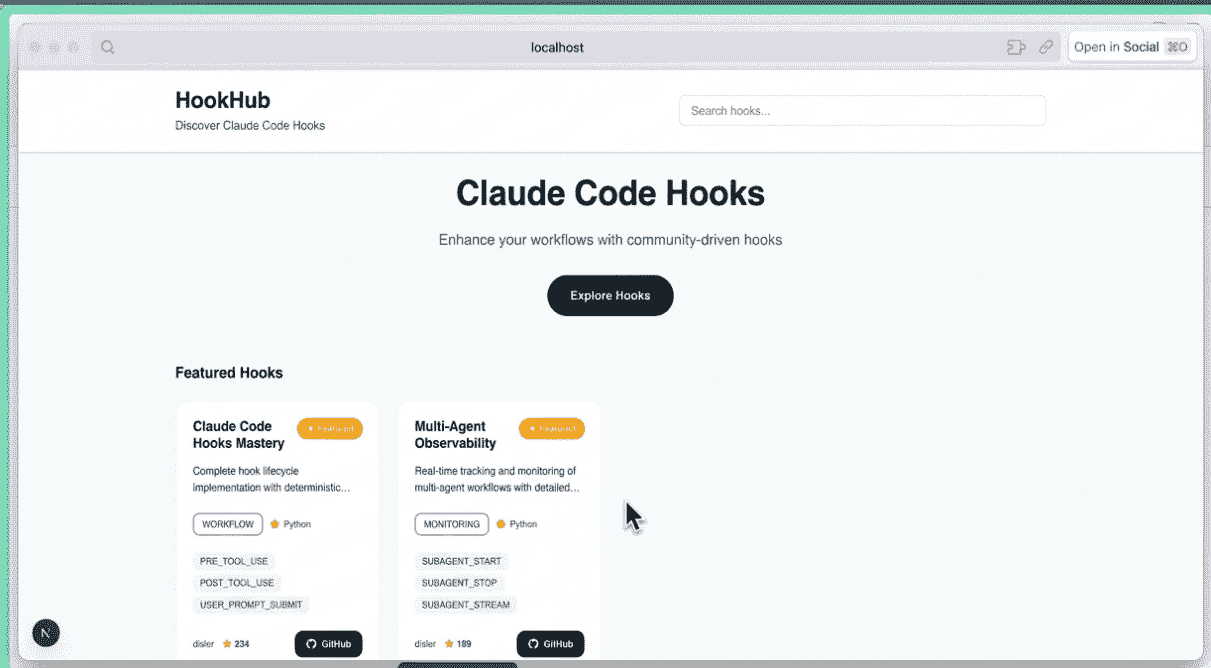 localhost
Open in Social ⌘O
HookHub
Discover Claude Code Hooks
Search hooks...
Claude Code Hooks
Enhance your workflows with community-driven hooks
Explore Hooks
Featured Hooks
Claude Code
Hooks Mastery
Featured
Complete hook lifecycle
implementation with deterministic...
WORKFLOW
Python
PRE_TOOL_USE
POST_TOOL_USE
USER_PROMPT_SUBMIT
disler 234
GitHub
Multi-Agent
Observability
Featured
Real-time tracking and monitoring of
multi-agent workflows with detailed...
MONITORING
Python
SUBAGENT_START
SUBAGENT_STOP
SUBAGENT_STREAM
disler 189
GitHub
N